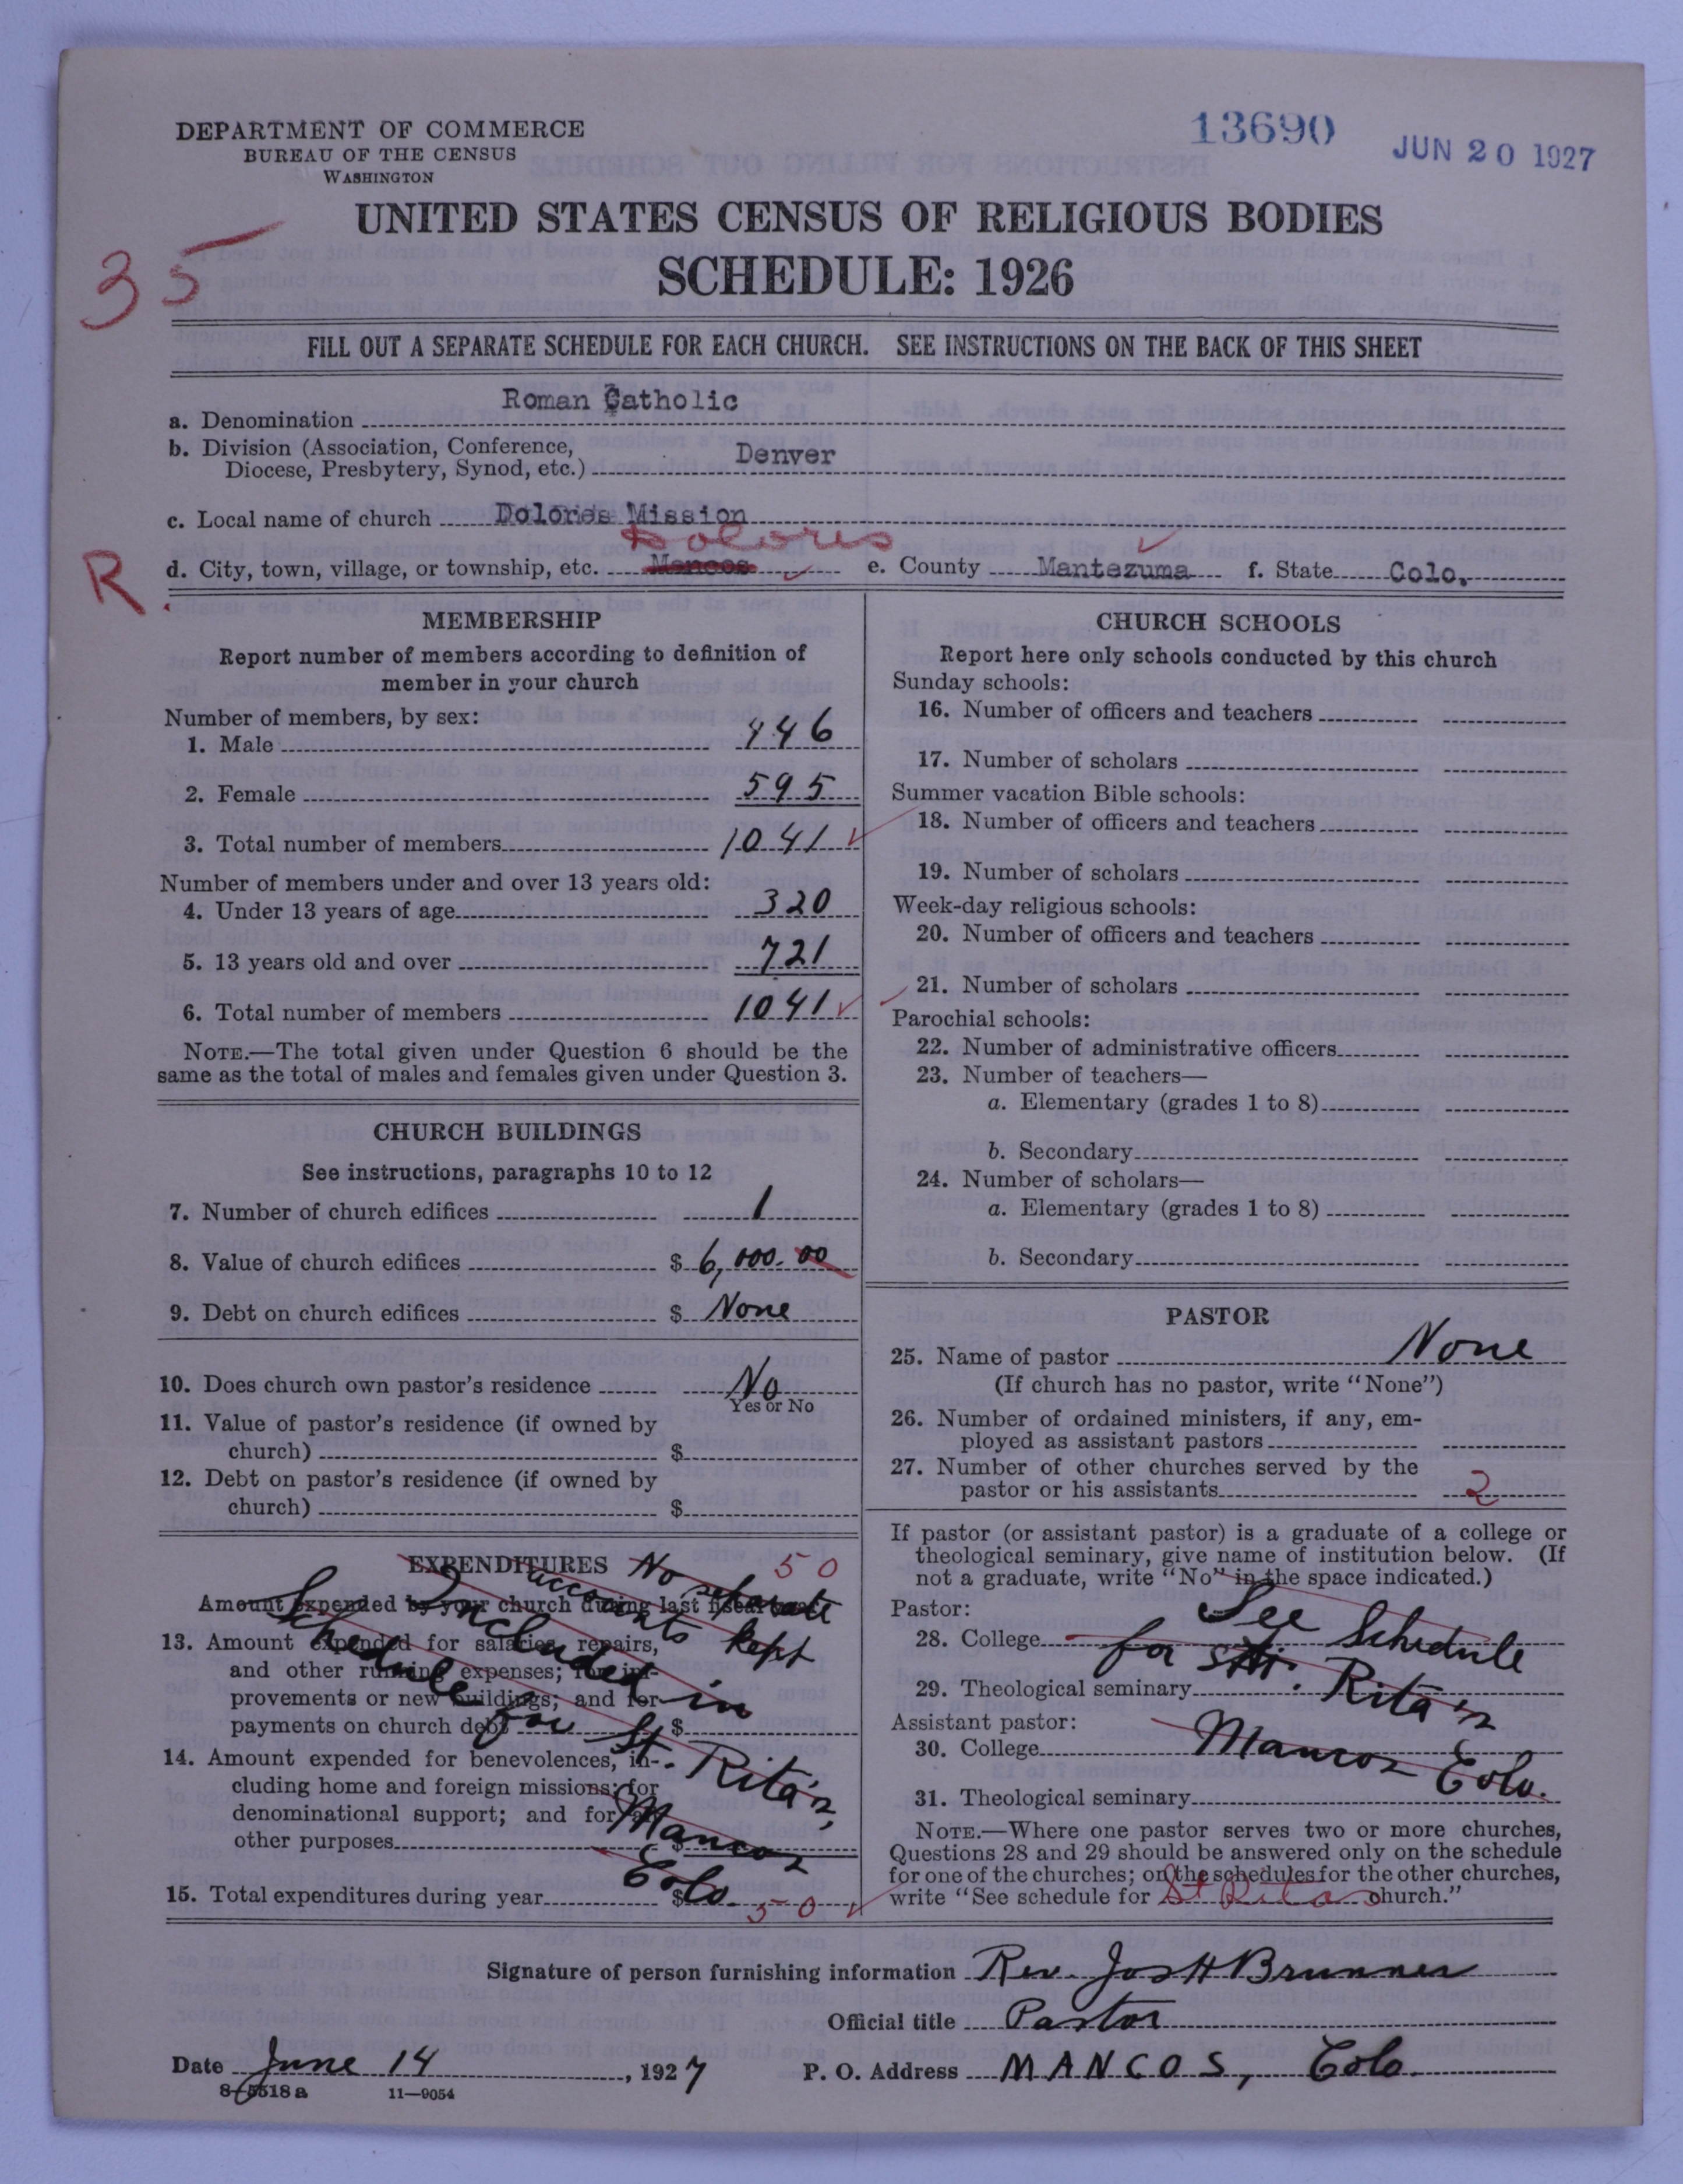 13690
JUN 20 1927
DEPARTMENT OF COMMERCE
BUREAU OF THE CENSUS
WASHINGTON
UNITED STATES CENSUS OF RELIGIOUS BODIES
SCHEDULE: 1926
35
FILL OUT A SEPARATE SCHEDULE FOR EACH CHURCH. SEE INSTRUCTIONS ON THE BACK OF THIS SHEET
a. Denomination Roman Catholic
b. Division (Association, Conference,
Diocese, Presbytery, Synod, etc.) Denver
c. Local name of church Dolores Mission
Dolores
R.
d. City, town, village, or township, etc. Mancos e. County Mantezuma f. State Colo.
MEMBERSHIP
Report number of members according to definition of
member in your church
Number of members, by sex:
1. Male 446
2. Female 595
3. Total number of members 1041
Number of members under and over 13 years old:
4. Under 13 years of age 320
5. 13 years old and over 721
6. Total number of members 1041
NOTE.—The total given under Question 6 should be the
same as the total of males and females given under Question 3.
CHURCH BUILDINGS
See instructions, paragraphs 10 to 12
7. Number of church edifices 1
8. Value of church edifices $ 6,000.00
9. Debt on church edifices $ None
10. Does church own pastor's residence No
Yes or No
11. Value of pastor's residence (if owned by
church) $
12. Debt on pastor's residence (if owned by
church) $
EXPENDITURES
50
No separate
accounts kept
Included in
Schedule for St. Rita's,
Mancos
Colo.
Amount expended by your church during last fiscal year:
13. Amount expended for salaries, repairs,
and other running expenses; for im-
provements or new buildings; and for
payments on church debt $
14. Amount expended for benevolences, in-
cluding home and foreign missions; for
denominational support; and for all
other purposes $
15. Total expenditures during year $ 50
CHURCH SCHOOLS
Report here only schools conducted by this church
Sunday schools:
16. Number of officers and teachers
17. Number of scholars
Summer vacation Bible schools:
18. Number of officers and teachers
19. Number of scholars
Week-day religious schools:
20. Number of officers and teachers
21. Number of scholars
Parochial schools:
22. Number of administrative officers
23. Number of teachers—
a. Elementary (grades 1 to 8)
b. Secondary
24. Number of scholars—
a. Elementary (grades 1 to 8)
b. Secondary
PASTOR
25. Name of pastor None
(If church has no pastor, write "None")
26. Number of ordained ministers, if any, em-
ployed as assistant pastors
27. Number of other churches served by the
pastor or his assistants 2
If pastor (or assistant pastor) is a graduate of a college or
theological seminary, give name of institution below. (If
not a graduate, write "No" in the space indicated.)
Pastor:
See Schedule
28. College
for St. Rita's
29. Theological seminary
Assistant pastor:
30. College Mancos Colo.
31. Theological seminary
NOTE.—Where one pastor serves two or more churches,
Questions 28 and 29 should be answered only on the schedule
for one of the churches; on the schedules for the other churches,
write "See schedule for St Ritas church."
Signature of person furnishing information Rev. Jos H Brunner
Official title Pastor
Date June 14, 1927 P. O. Address MANCOS, Colo.
8-5518 a 11-9054